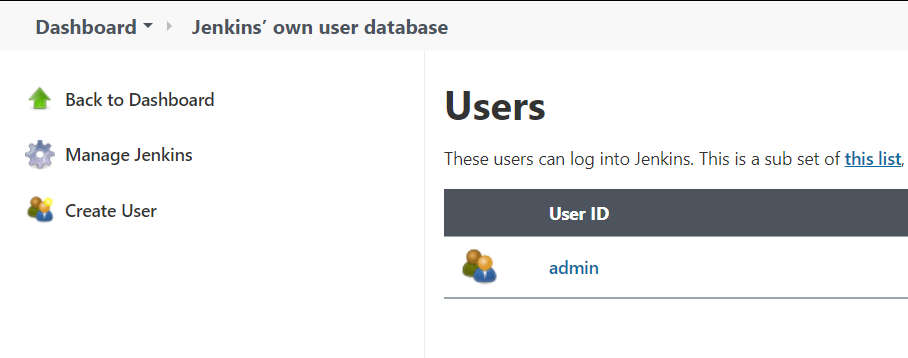 Dashboard Jenkins’ own user database
Back to Dashboard
Manage Jenkins
Create User
Users
These users can log into Jenkins. This is a sub set of this list,
User ID
admin